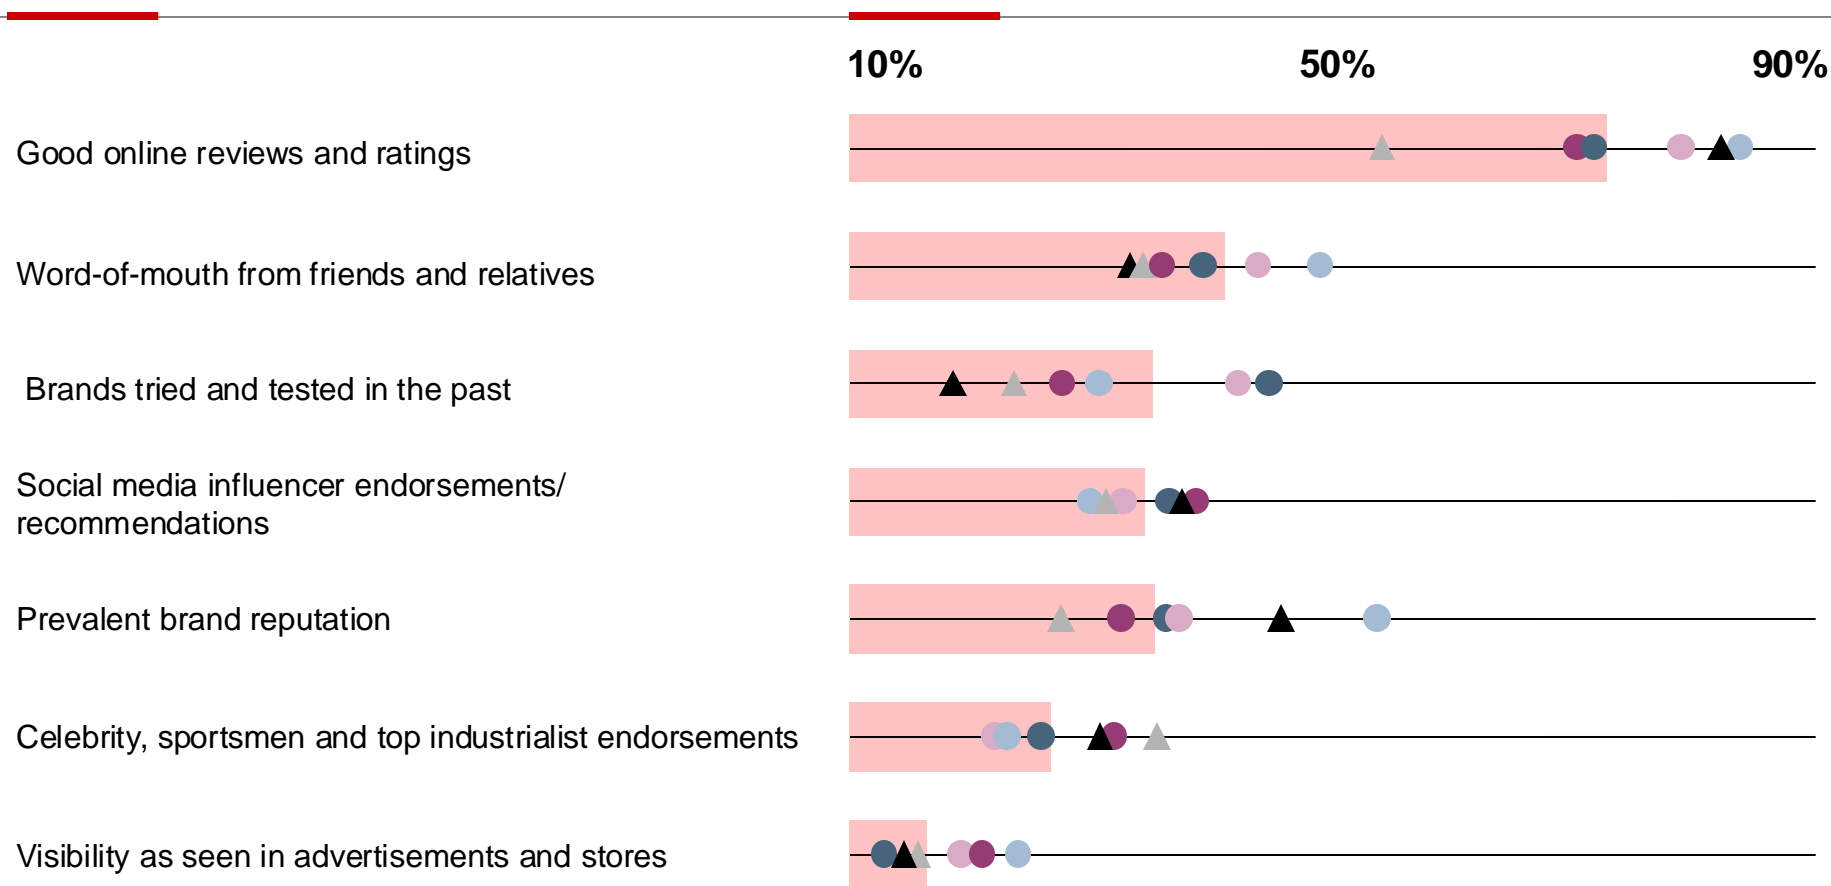 10% 50% 90%
Good online reviews and ratings
Word-of-mouth from friends and relatives
Brands tried and tested in the past
Social media influencer endorsements/
recommendations
Prevalent brand reputation
Celebrity, sportsmen and top industrialist endorsements
Visibility as seen in advertisements and stores